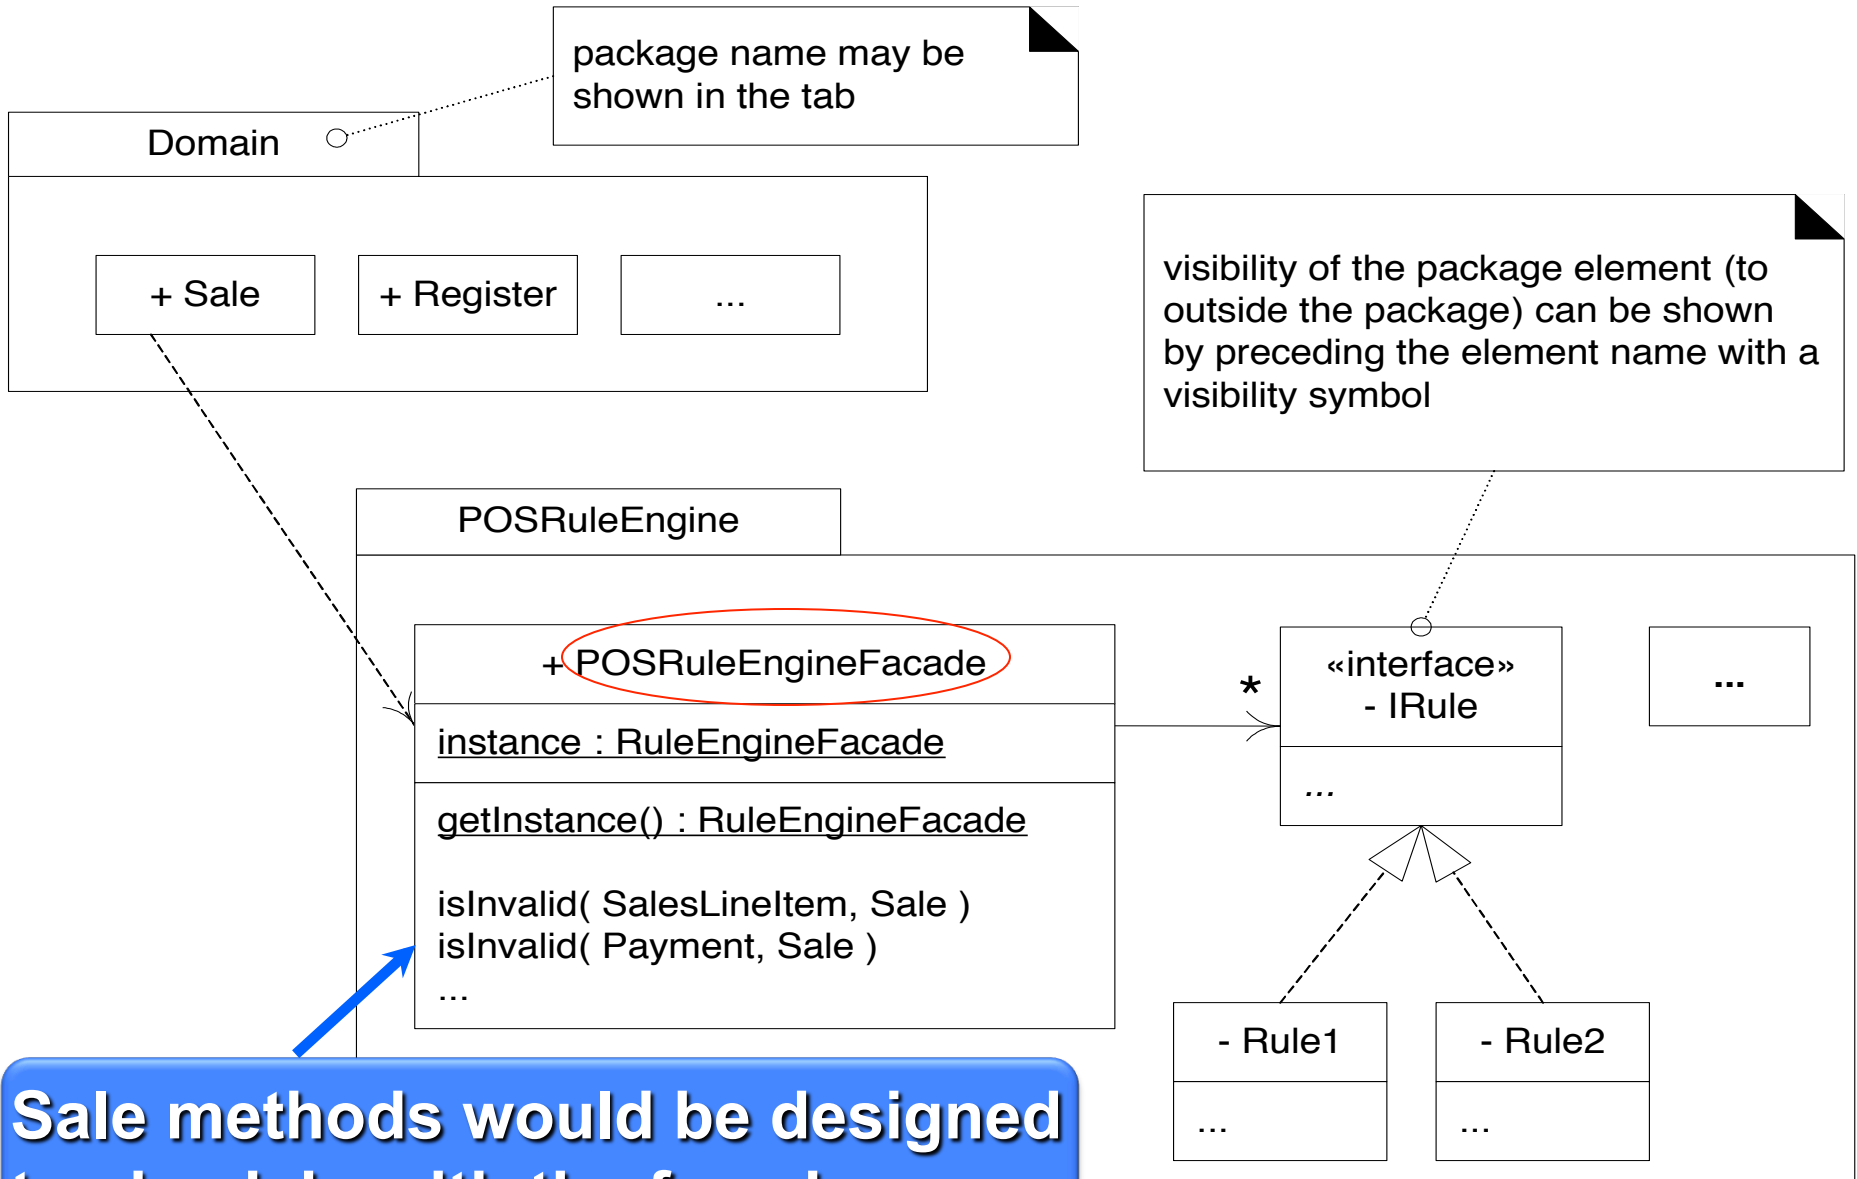 package name may be
shown in the tab
Domain
+ Sale
+ Register
...
visibility of the package element (to
outside the package) can be shown
by preceding the element name with a
visibility symbol
POSRuleEngine
+ POSRuleEngineFacade
instance : RuleEngineFacade
getInstance() : RuleEngineFacade
isInvalid( SalesLineItem, Sale )
isInvalid( Payment, Sale )
...
*
«interface»
- IRule
...
...
- Rule1
...
- Rule2
...
Sale methods would be designed